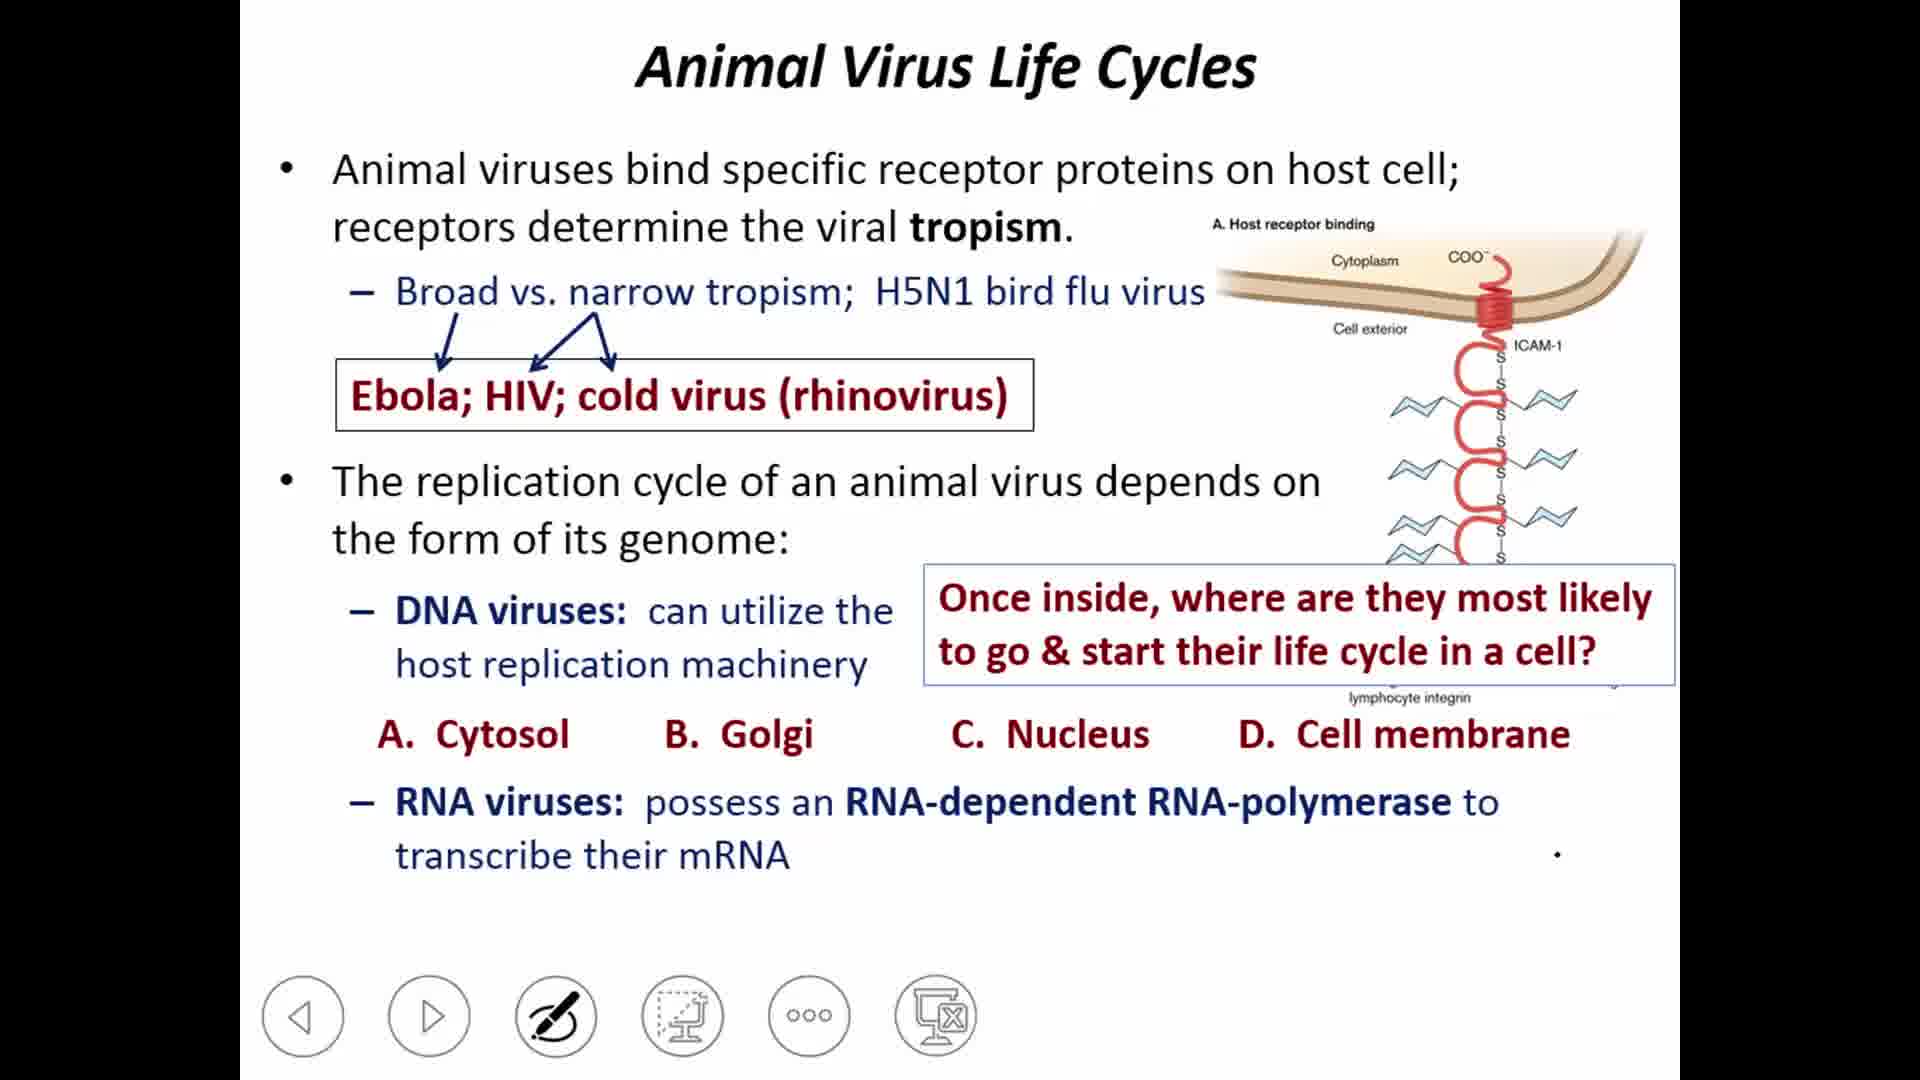 Animal Virus Life Cycles
• Animal viruses bind specific receptor proteins on host cell;
receptors determine the viral tropism.
– Broad vs. narrow tropism; H5N1 bird flu virus
Ebola; HIV; cold virus (rhinovirus)
A. Host receptor binding
Cytoplasm
COO⁻
Cell exterior
ICAM-1
S
S
S
S
S
S
S
S
• The replication cycle of an animal virus depends on
the form of its genome:
– DNA viruses: can utilize the
host replication machinery
Once inside, where are they most likely
to go & start their life cycle in a cell?
lymphocyte integrin
A. Cytosol B. Golgi C. Nucleus D. Cell membrane
– RNA viruses: possess an RNA-dependent RNA-polymerase to
transcribe their mRNA